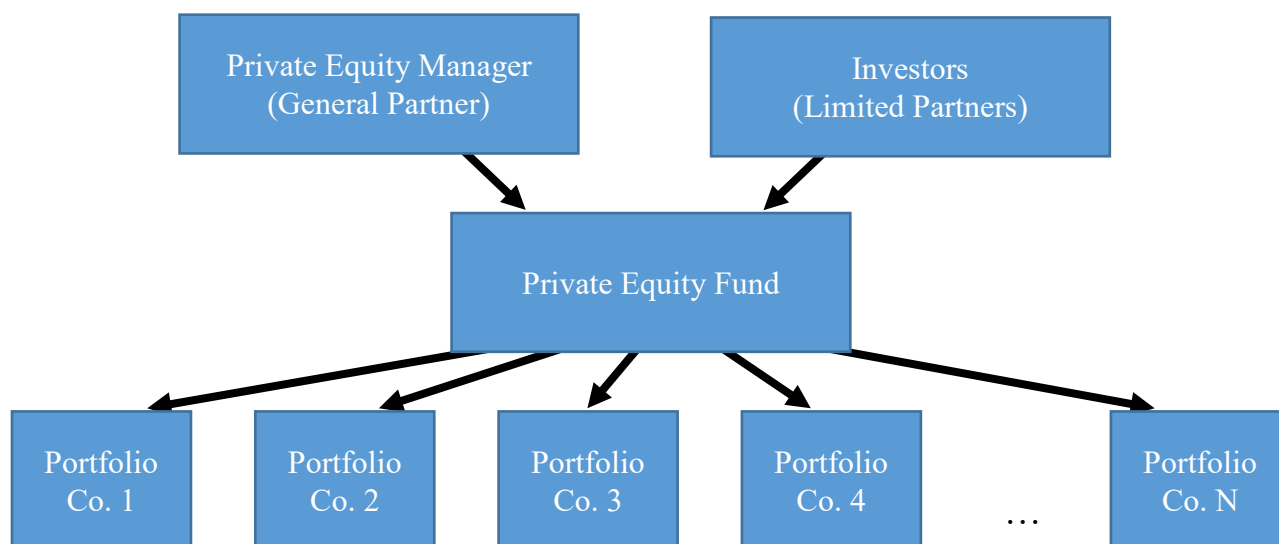 Private Equity Manager
(General Partner)
Investors
(Limited Partners)
Private Equity Fund
Portfolio
Co. 1
Portfolio
Co. 2
Portfolio
Co. 3
Portfolio
Co. 4
…
Portfolio
Co. N